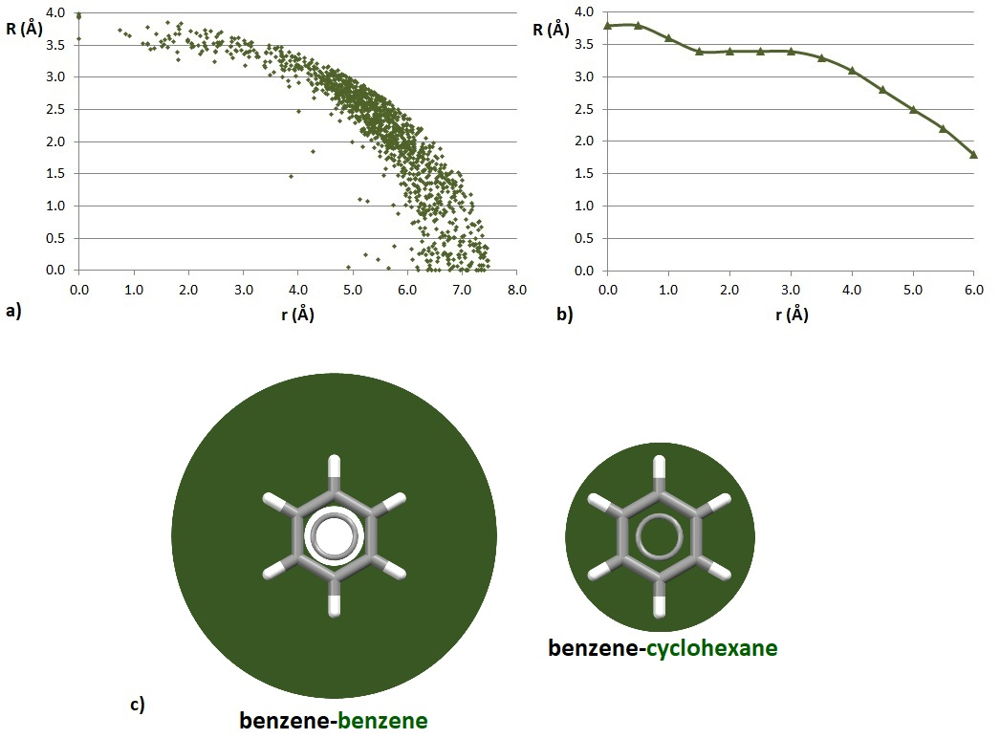 R (Å)
4.0
3.5
3.0
2.5
2.0
1.5
1.0
0.5
0.0
0.0 1.0 2.0 3.0 4.0 5.0 6.0 7.0 8.0
a)
r (Å)
R (Å)
4.0
3.5
3.0
2.5
2.0
1.5
1.0
0.5
0.0
0.0 1.0 2.0 3.0 4.0 5.0 6.0
b)
r (Å)
benzene-cyclohexane
c)
benzene-benzene